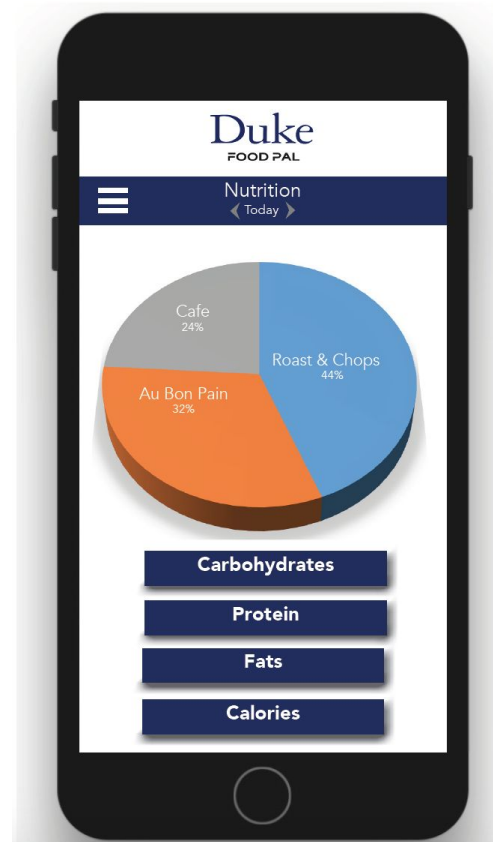 Duke
FOOD PAL
Nutrition
Today
Cafe
24%
Roast & Chops
44%
Au Bon Pain
32%
Carbohydrates
Protein
Fats
Calories